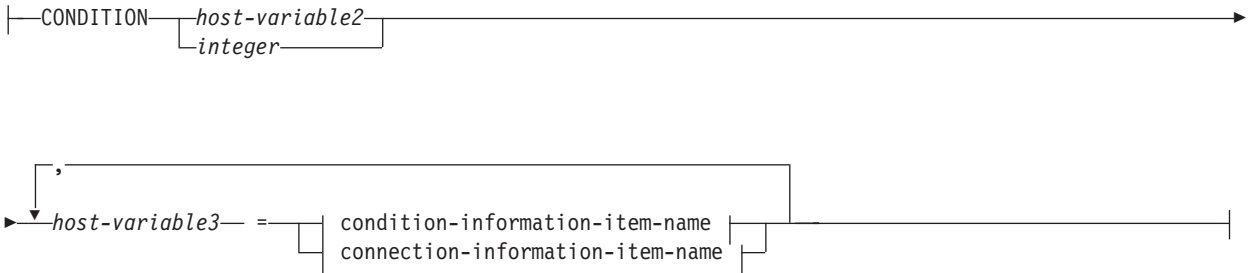 CONDITION host-variable2
integer
,
host-variable3 = condition-information-item-name
connection-information-item-name